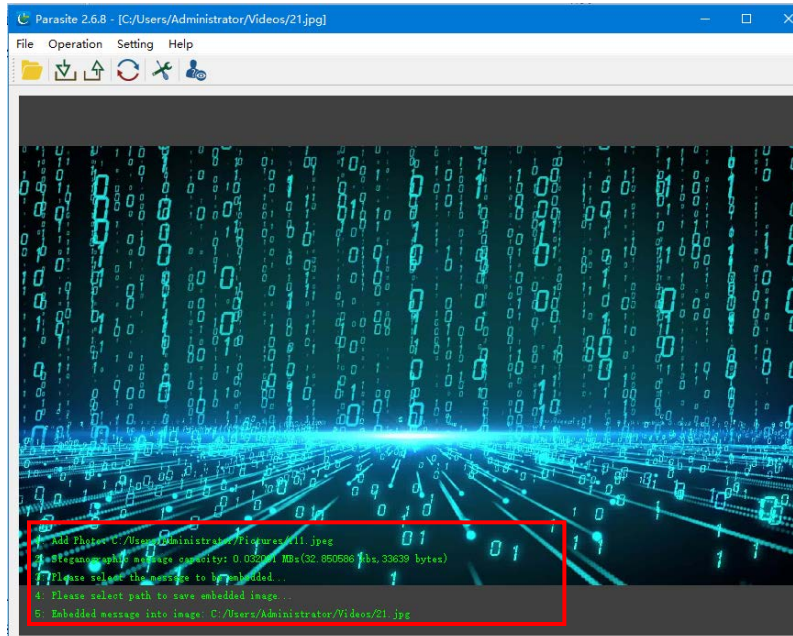 Parasite 2.6.8 - [C:/Users/Administrator/Videos/21.jpg]
File Operation Setting Help
1: Add Photo: C:/Users/Administrator/Pictures/111.jpeg
2: Steganographic message capacity: 0.032081 MBs(32.850586 kbs,33639 bytes)
3: Please select the message to be embedded...
4: Please select path to save embedded image...
5: Embedded message into image: C:/Users/Administrator/Videos/21.jpg